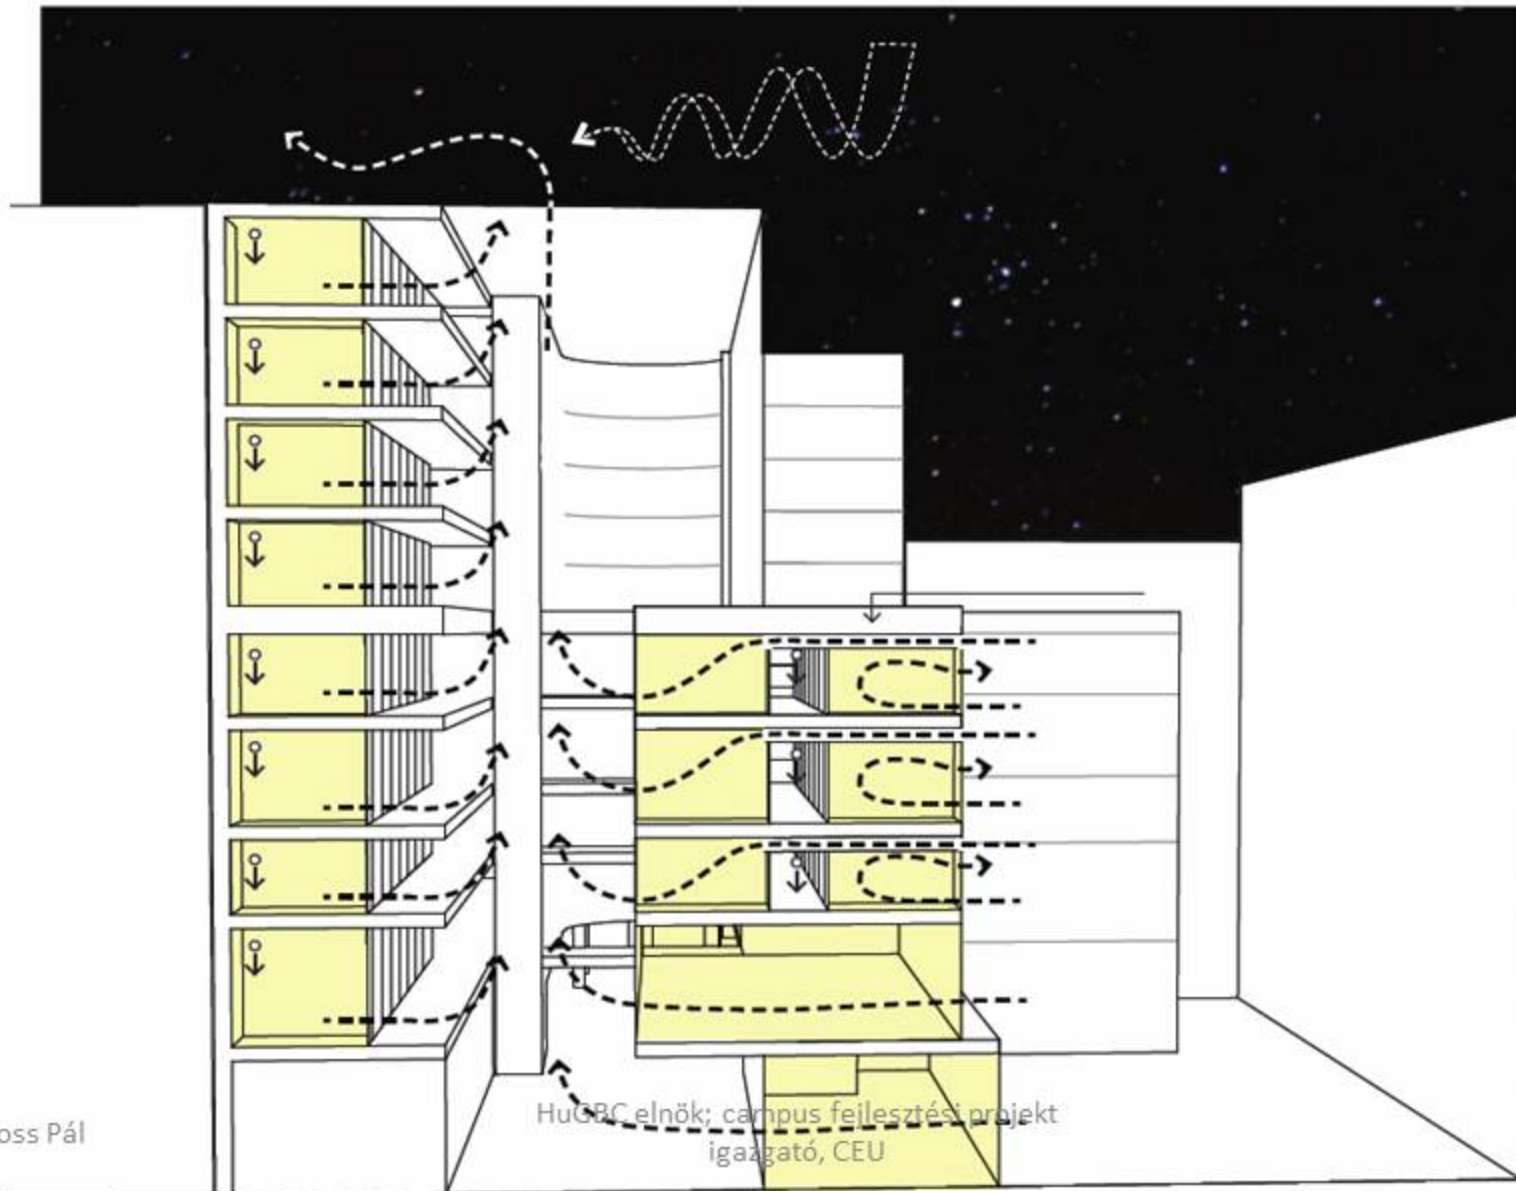 oss Pál
HuGBC elnök; campus fejlesztési projekt
igazgató, CEU